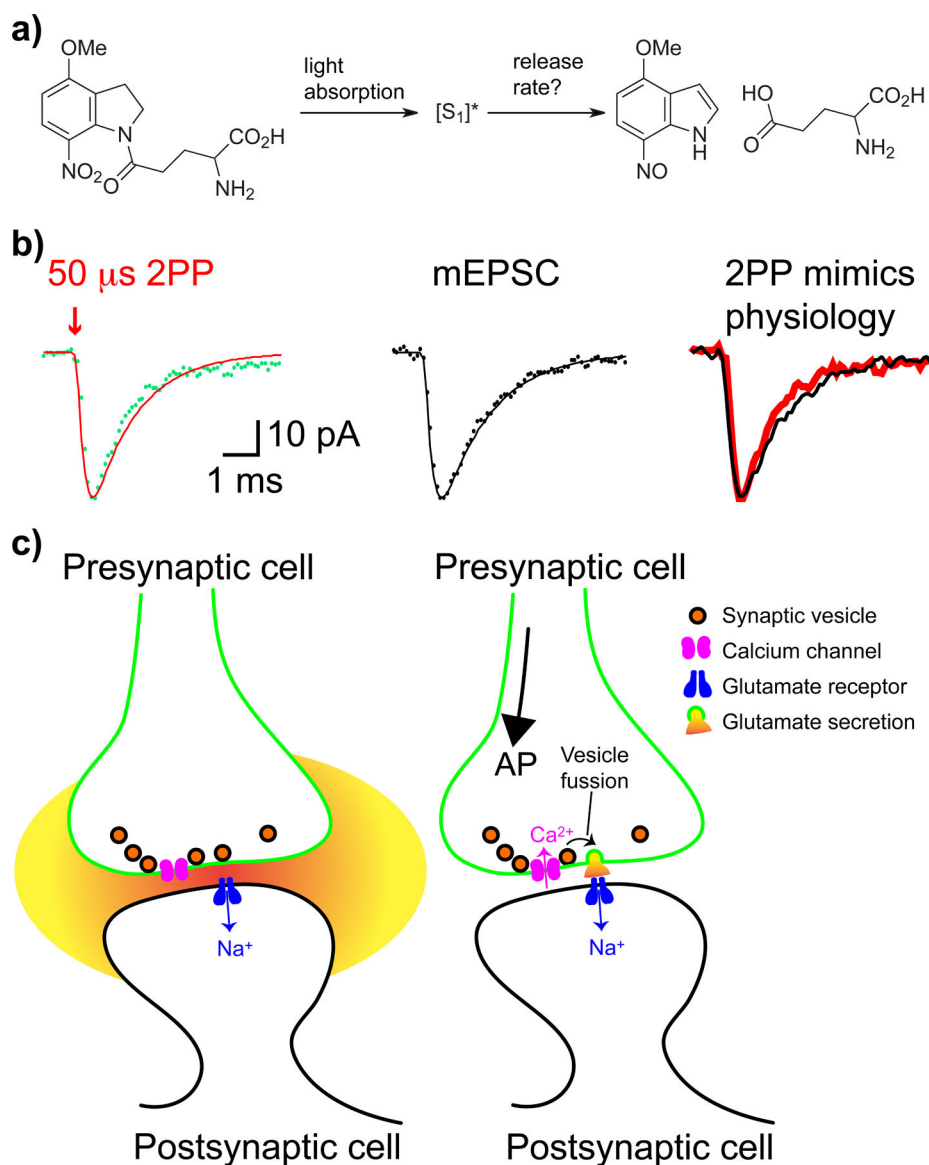 a)
OMe
N
NO₂
O
CO₂H
NH₂
light
absorption
[S₁]*
release
rate?
OMe
N
H
NO
HO
O
CO₂H
NH₂
b)
50 μs 2PP
10 pA
1 ms
mEPSC
2PP mimics
physiology
c)
Presynaptic cell
Na⁺
Postsynaptic cell
Presynaptic cell
AP
Vesicle
fussion
Ca²⁺
Na⁺
Postsynaptic cell
Synaptic vesicle
Calcium channel
Glutamate receptor
Glutamate secretion